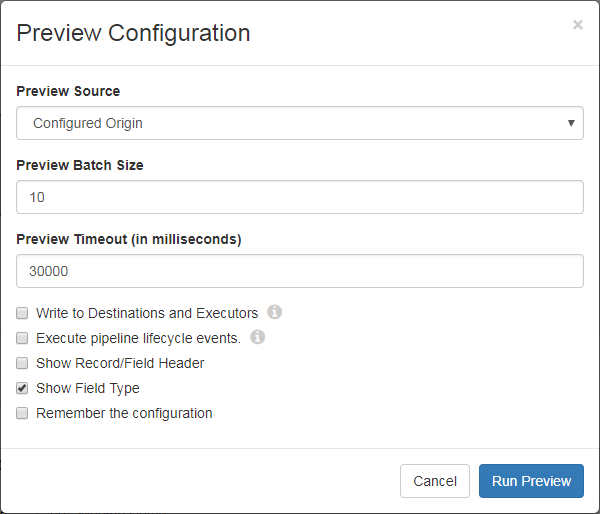 Preview Configuration
×
Preview Source
Configured Origin
Preview Batch Size
10
Preview Timeout (in milliseconds)
30000
Write to Destinations and Executors
Execute pipeline lifecycle events.
Show Record/Field Header
Show Field Type
Remember the configuration
Cancel Run Preview